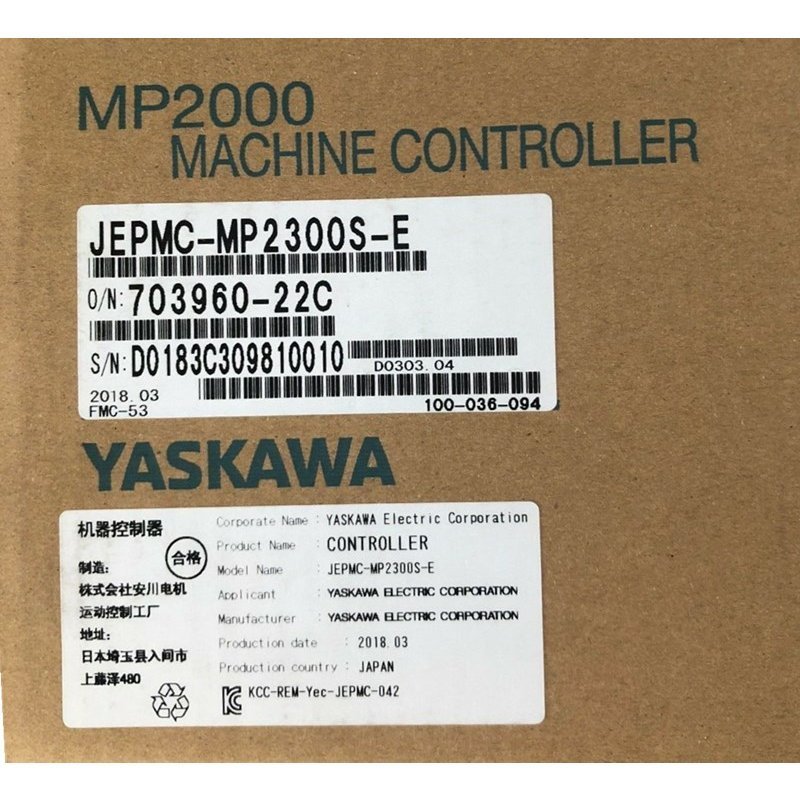 MP2000
MACHINE CONTROLLER
JEPMC-MP2300S-E
O/N:703960-22C
S/N:D0183C309810010
D0303.04
2018.03
FMC-53
100-036-094
YASKAWA
机器控制器
合格
制造:
株式会社安川电机
运动控制工厂
地址:
日本埼玉县入间市
上藤泽480
Corporate Name : YASKAWA Electric Corporation
Product Name : CONTROLLER
Model Name : JEPMC-MP2300S-E
Applicant : YASKAWA ELECTRIC CORPORATION
Manufacturer : YASKAWA ELECTRIC CORPORATION
Production date : 2018.03
Production country : JAPAN
KCC-REM-Yec-JEPMC-042